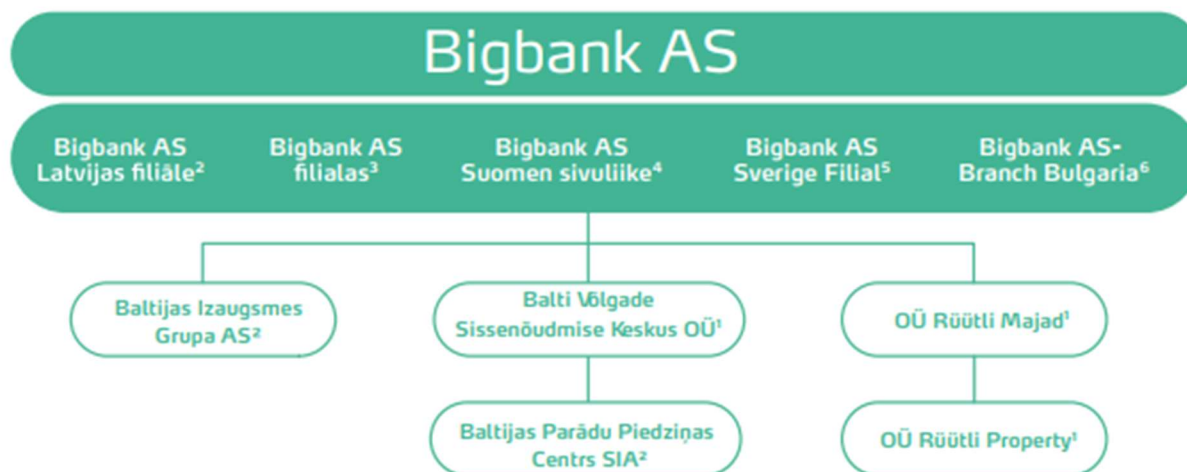 Bigbank AS
Bigbank AS
Latvijas filiāle²
Bigbank AS
filialas³
Bigbank AS
Suomen sivuliike⁴
Bigbank AS
Sverige Filial⁵
Bigbank AS-
Branch Bulgaria⁶
Baltijas Izaugsmes
Grupa AS²
Balti Võlgade
Sissenõudmise Keskus OÜ¹
OÜ Rüütli Majad¹
Baltijas Parādu Piedziņas
Centrs SIA²
OÜ Rüütli Property¹